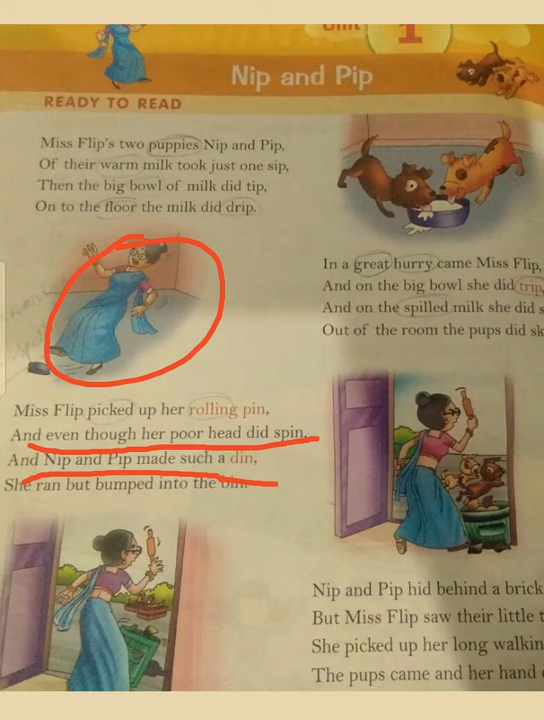 Unit 1
Nip and Pip
READY TO READ
Miss Flip's two puppies Nip and Pip,
Of their warm milk took just one sip,
Then the big bowl of milk did tip,
On to the floor the milk did drip.
In a great hurry came Miss Flip,
And on the big bowl she did trip,
And on the spilled milk she did
Out of the room the pups did
Miss Flip picked up her rolling pin,
And even though her poor head did spin,
And Nip and Pip made such a din,
She ran but bumped into the bin.
Nip and Pip hid behind a brick
But Miss Flip saw their little
She picked up her long
The pups came and her hand